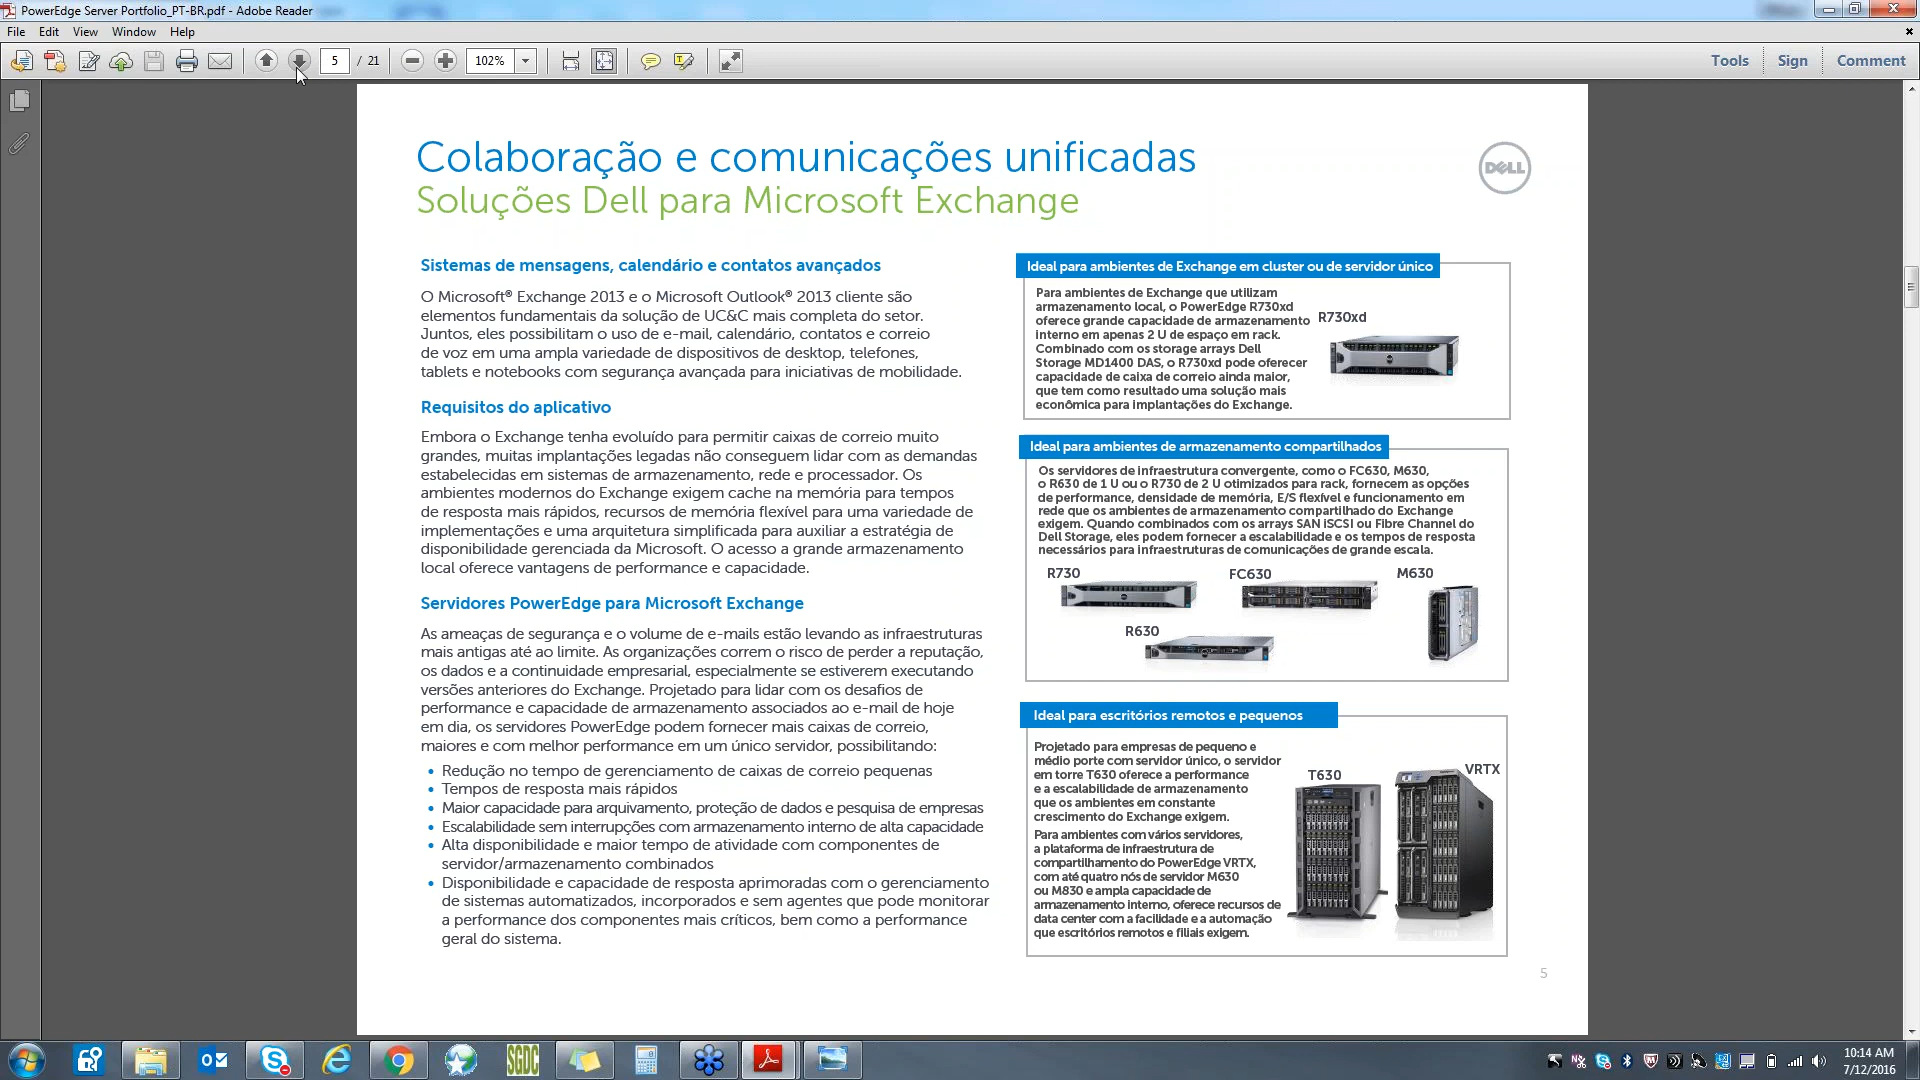 PowerEdge Server Portfolio_PT-BR.pdf - Adobe Reader
File Edit View Window Help
5 / 21 102% Tools Sign Comment
Colaboração e comunicações unificadas
Soluções Dell para Microsoft Exchange
DELL
Sistemas de mensagens, calendário e contatos avançados
O Microsoft® Exchange 2013 e o Microsoft Outlook® 2013 cliente são
elementos fundamentais da solução de UC&C mais completa do setor.
Juntos, eles possibilitam o uso de e-mail, calendário, contatos e correio
de voz em uma ampla variedade de dispositivos de desktop, telefones,
tablets e notebooks com segurança avançada para iniciativas de mobilidade.
Requisitos do aplicativo
Embora o Exchange tenha evoluído para permitir caixas de correio muito
grandes, muitas implantações legadas não conseguem lidar com as demandas
estabelecidas em sistemas de armazenamento, rede e processador. Os
ambientes modernos do Exchange exigem cache na memória para tempos
de resposta mais rápidos, recursos de memória flexível para uma variedade de
implementações e uma arquitetura simplificada para auxiliar a estratégia de
disponibilidade gerenciada da Microsoft. O acesso a grande armazenamento
local oferece vantagens de performance e capacidade.
Servidores PowerEdge para Microsoft Exchange
As ameaças de segurança e o volume de e-mails estão levando as infraestruturas
mais antigas até ao limite. As organizações correm o risco de perder a reputação,
os dados e a continuidade empresarial, especialmente se estiverem executando
versões anteriores do Exchange. Projetado para lidar com os desafios de
performance e capacidade de armazenamento associados ao e-mail de hoje
em dia, os servidores PowerEdge podem fornecer mais caixas de correio,
maiores e com melhor performance em um único servidor, possibilitando:
• Redução no tempo de gerenciamento de caixas de correio pequenas
• Tempos de resposta mais rápidos
• Maior capacidade para arquivamento, proteção de dados e pesquisa de empresas
• Escalabilidade sem interrupções com armazenamento interno de alta capacidade
• Alta disponibilidade e maior tempo de atividade com componentes de
servidor/armazenamento combinados
• Disponibilidade e capacidade de resposta aprimoradas com o gerenciamento
de sistemas automatizados, incorporados e sem agentes que pode monitorar
a performance dos componentes mais críticos, bem como a performance
geral do sistema.
Ideal para ambientes de Exchange em cluster ou de servidor único
Para ambientes de Exchange que utilizam
armazenamento local, o PowerEdge R730xd
oferece grande capacidade de armazenamento
interno em apenas 2 U de espaço em rack.
Combinado com os storage arrays Dell
Storage MD1400 DAS, o R730xd pode oferecer
capacidade de caixa de correio ainda maior,
que tem como resultado uma solução mais
econômica para implantações do Exchange.
R730xd
Ideal para ambientes de armazenamento compartilhados
Os servidores de infraestrutura convergente, como o FC630, M630,
o R630 de 1 U ou o R730 de 2 U otimizados para rack, fornecem as opções
de performance, densidade de memória, E/S flexível e funcionamento em
rede que os ambientes de armazenamento compartilhado do Exchange
exigem. Quando combinados com os arrays SAN iSCSI ou Fibre Channel do
Dell Storage, eles podem fornecer a escalabilidade e os tempos de resposta
necessários para infraestruturas de comunicações de grande escala.
R730 FC630 M630
R630
Ideal para escritórios remotos e pequenos
Projetado para empresas de pequeno e
médio porte com servidor único, o servidor
em torre T630 oferece a performance
e a escalabilidade de armazenamento
que os ambientes em constante
crescimento do Exchange exigem.
Para ambientes com vários servidores,
a plataforma de infraestrutura de
compartilhamento do PowerEdge VRTX,
com até quatro nós de servidor M630
ou M830 e ampla capacidade de
armazenamento interno, oferece recursos de
data center com a facilidade e a automação
que escritórios remotos e filiais exigem.
T630 VRTX
5
SGDC
10:14 AM
7/12/2016